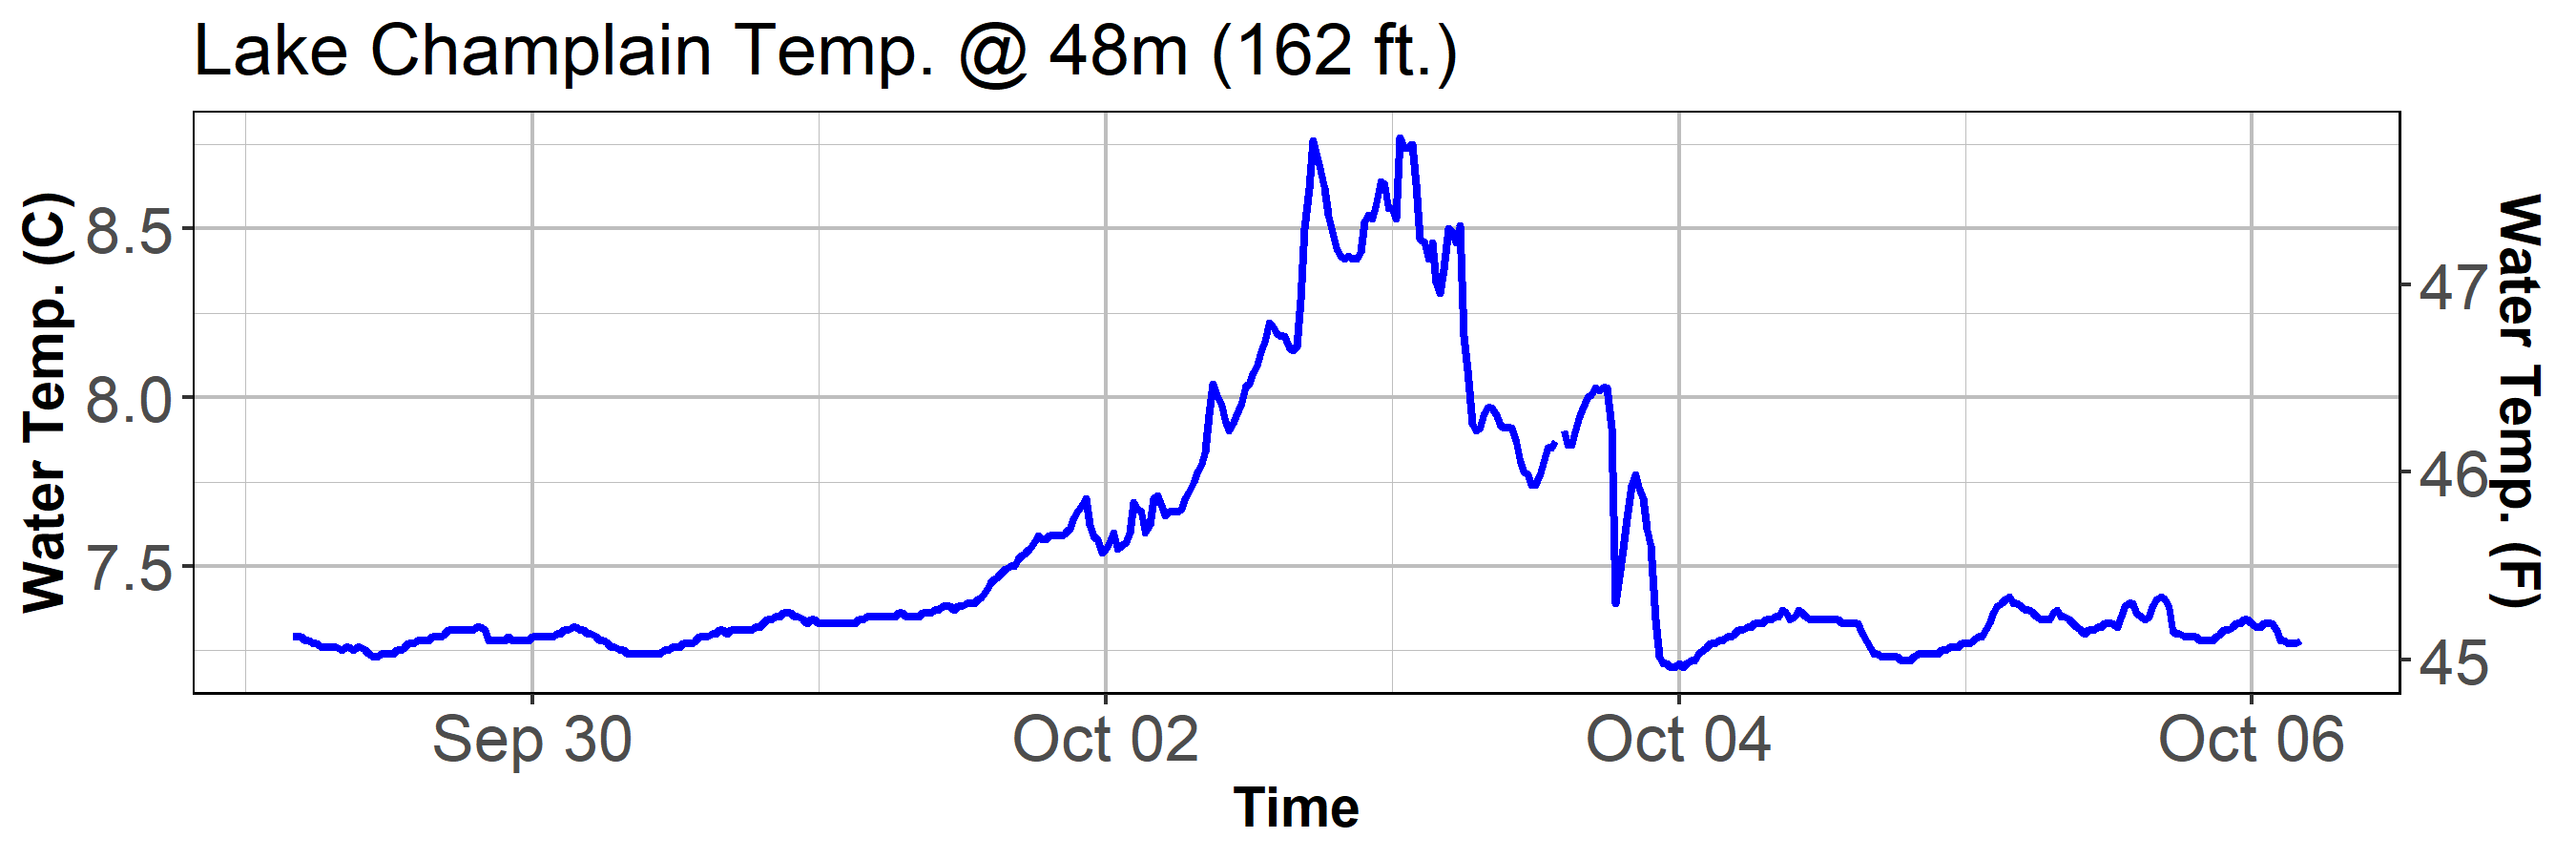 Lake Champlain Temp. @ 48m (162 ft.)
Water Temp. (C)
8.5
8.0
7.5
47
46
45
Water Temp. (F)
Sep 30
Oct 02
Oct 04
Oct 06
Time